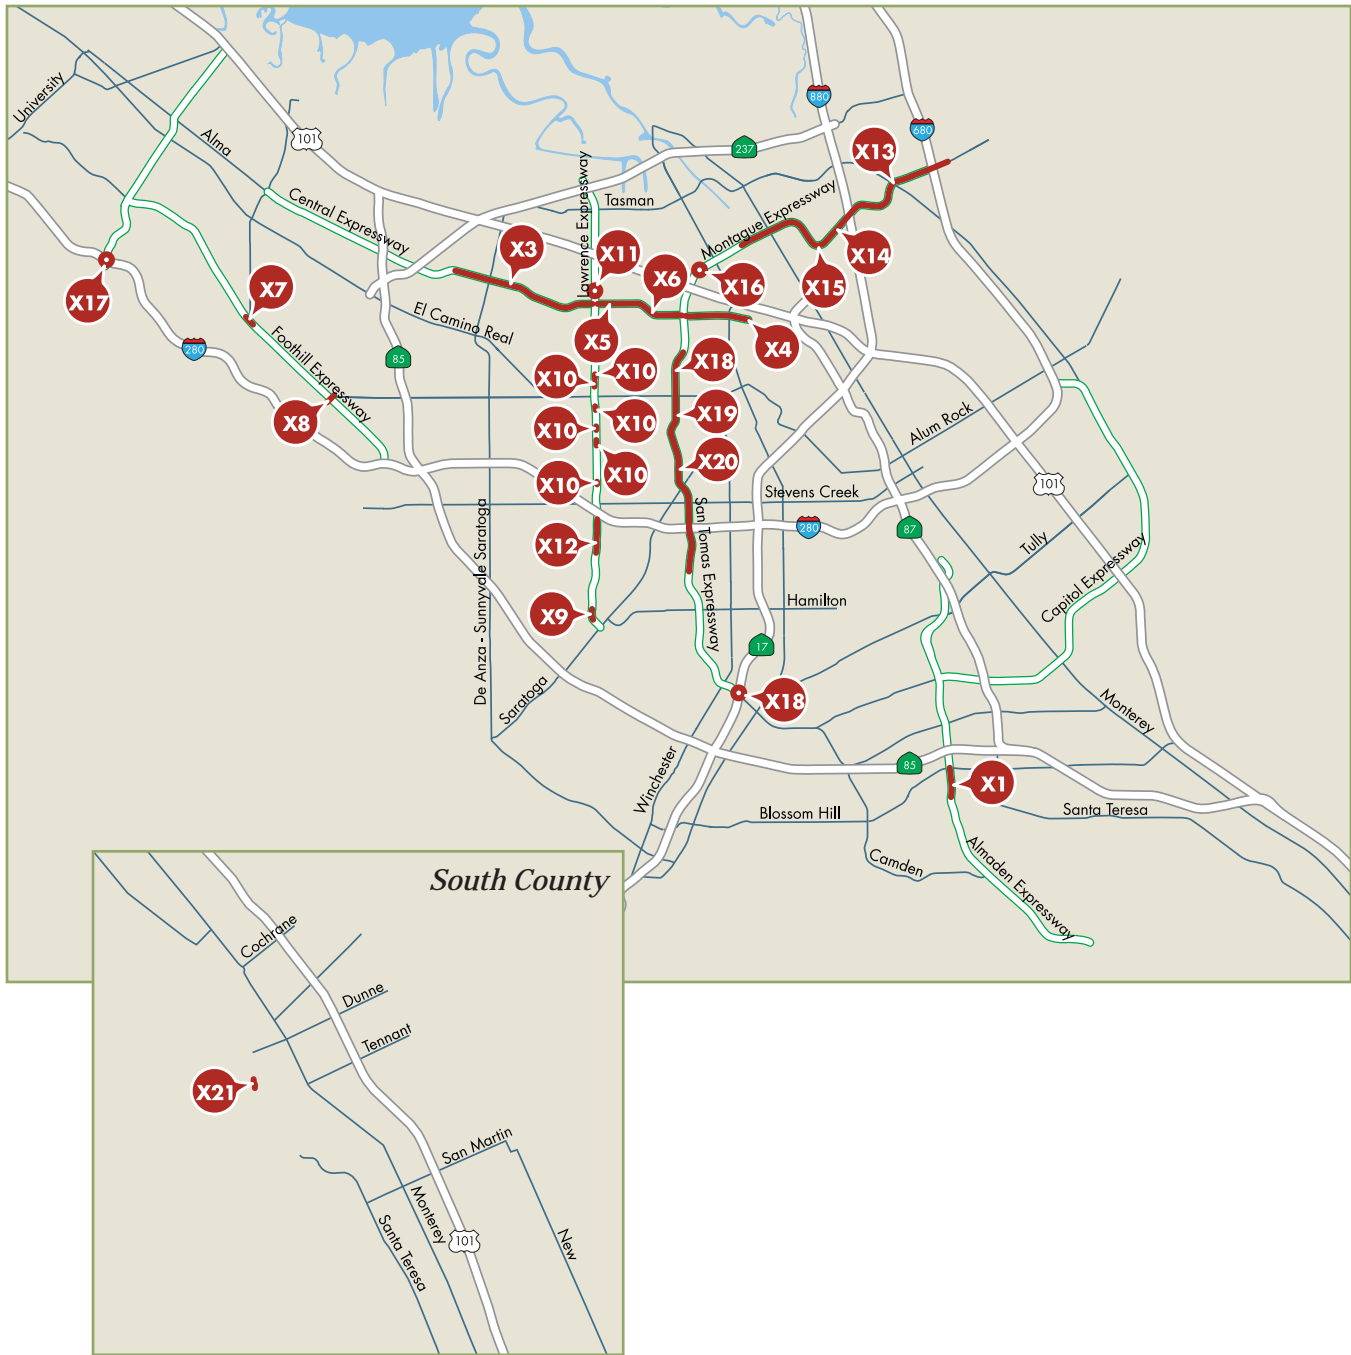 University
Alma
101
880
680
237
X13
Central Expressway
Lawrence Expressway
Tasman
Montague Expressway
X3
X11
X6
X16
X14
X15
X17
X7
El Camino Real
X5
X4
280
85
Foothill Expressway
X10
X10
X18
X8
X10
X10
X19
Alum Rock
X10
X10
X20
Stevens Creek
101
X12
De Anza - Sunnyvale Saratoga
San Tomas Expressway
280
87
Tully
Capitol Expressway
X9
Hamilton
17
Saratoga
X18
Monterey
Winchester
85
X1
Blossom Hill
Santa Teresa
Camden
Almaden Expressway
South County
Cochrane
Dunne
Tennant
X21
San Martin
Monterey
Santa Teresa
101
New